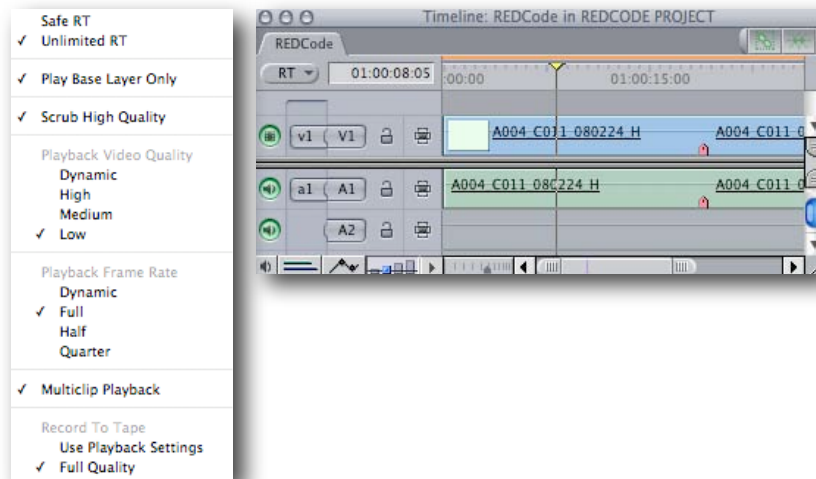 Safe RT
✓ Unlimited RT
✓ Play Base Layer Only
✓ Scrub High Quality
Playback Video Quality
Dynamic
High
Medium
✓ Low
Playback Frame Rate
Dynamic
✓ Full
Half
Quarter
✓ Multiclip Playback
Record To Tape
Use Playback Settings
✓ Full Quality
Timeline: REDCode in REDCODE PROJECT
REDCode
RT 01:00:08:05 :00:00 01:00:15:00
v1 V1 A004_C011_080224_H A004_C011_0
a1 A1 A004_C011_080224_H A004_C011_0
A2